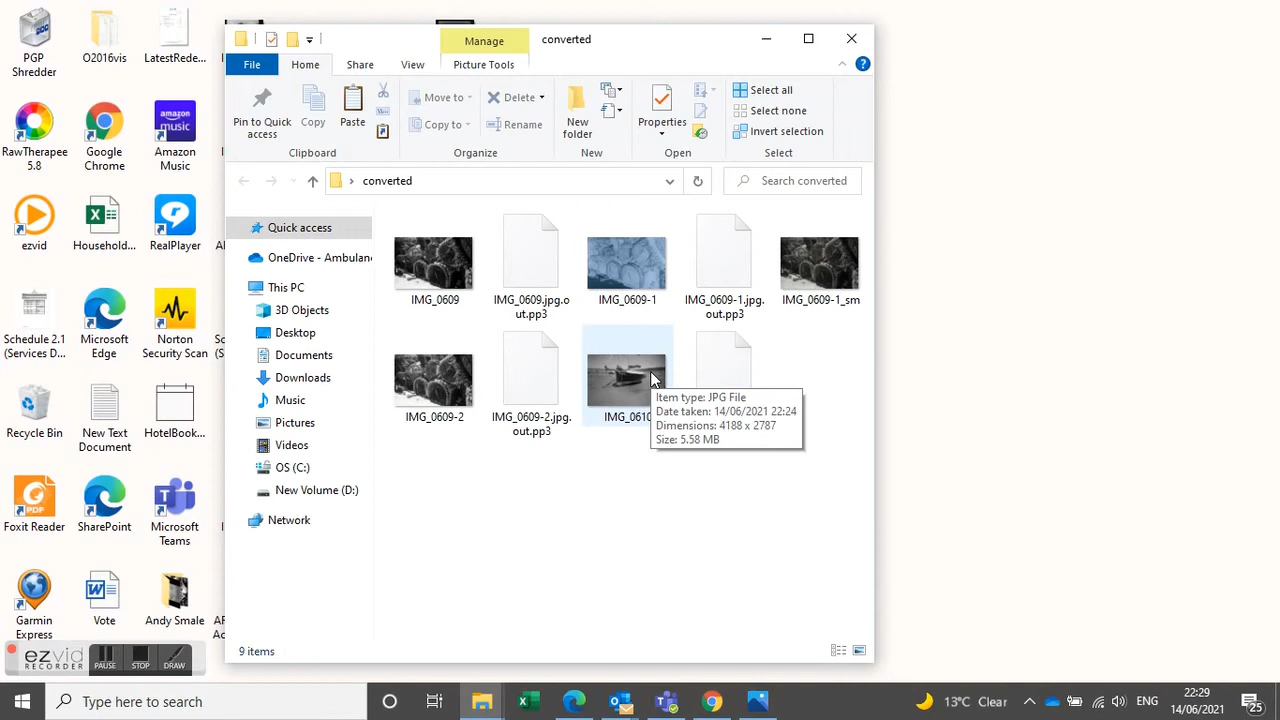 PGP
Shredder
O2016vis
LatestRede...
RawTherapee
5.8
Google
Chrome
amazon
music
Amazon
Music
ezvid
Household...
RealPlayer
Schedule 2.1
(Services D...
Microsoft
Edge
Norton
Security Scan
Recycle Bin
New Text
Document
HotelBook...
PDF
Foxit Reader
SharePoint
Microsoft
Teams
Garmin
Express
Vote
Andy Smale
ezvid
RECORDER
PAUSE
STOP
DRAW
Manage
converted
File
Home
Share
View
Picture Tools
Pin to Quick
access
Copy
Paste
Clipboard
Move to
Copy to
Delete
Rename
Organize
New
folder
New
Properties
Open
Select all
Select none
Invert selection
Select
converted
Search converted
Quick access
OneDrive - Ambulan
This PC
3D Objects
Desktop
Documents
Downloads
Music
Pictures
Videos
OS (C:)
New Volume (D:)
Network
IMG_0609
IMG_0609.jpg.o
ut.pp3
IMG_0609-1
IMG_0609-1.jpg.
out.pp3
IMG_0609-1_sm
IMG_0609-2
IMG_0609-2.jpg.
out.pp3
IMG_0610
Item type: JPG File
Date taken: 14/06/2021 22:24
Dimensions: 4188 x 2787
Size: 5.58 MB
9 items
Type here to search
13°C Clear
ENG
22:29
14/06/2021
25